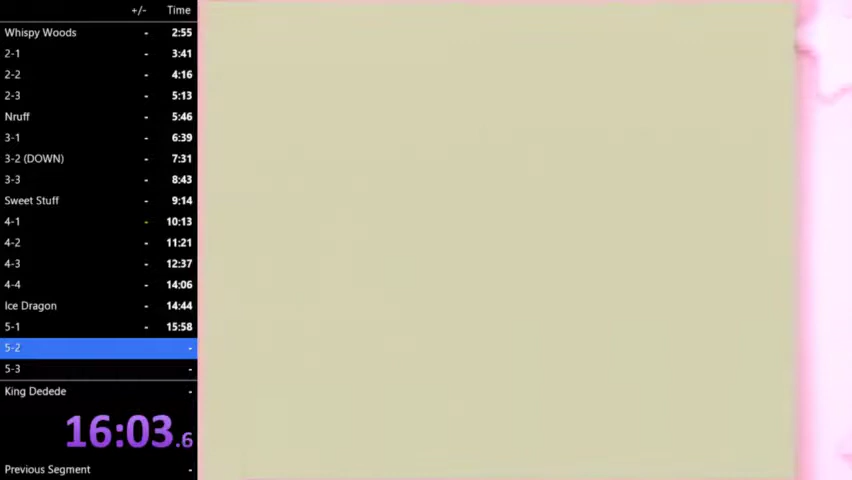 +/- Time
Whispy Woods - 2:55
2-1 - 3:41
2-2 - 4:16
2-3 - 5:13
Nruff - 5:46
3-1 - 6:39
3-2 (DOWN) - 7:31
3-3 - 8:43
Sweet Stuff - 9:14
4-1 - 10:13
4-2 - 11:21
4-3 - 12:37
4-4 - 14:06
Ice Dragon - 14:44
5-1 - 15:58
5-2 -
5-3 -
King Dedede -
16:03.6
Previous Segment -